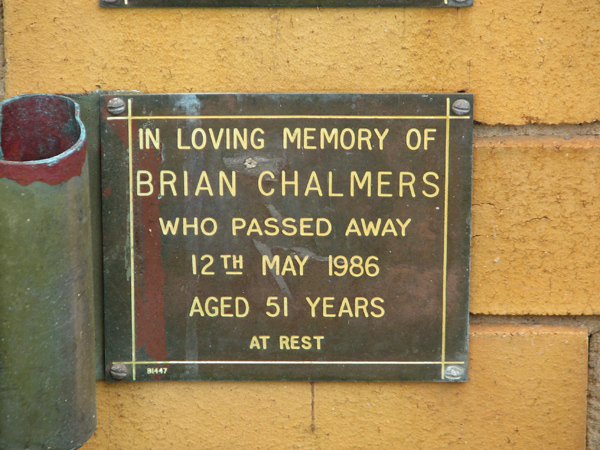 IN LOVING MEMORY OF
BRIAN CHALMERS
WHO PASSED AWAY
12TH MAY 1986
AGED 51 YEARS
AT REST
B1447